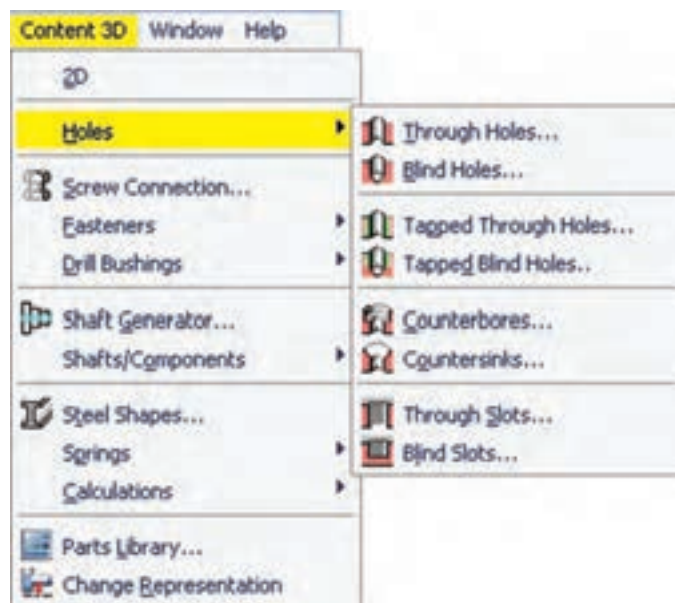 Content 3D Window Help
2D
Holes
Screw Connection...
Fasteners
Drill Bushings
Shaft Generator...
Shafts/Components
Steel Shapes...
Springs
Calculations
Parts Library...
Change Representation
Through Holes...
Blind Holes...
Tapped Through Holes...
Tapped Blind Holes..
Counterbores...
Countersinks...
Through Slots...
Blind Slots...